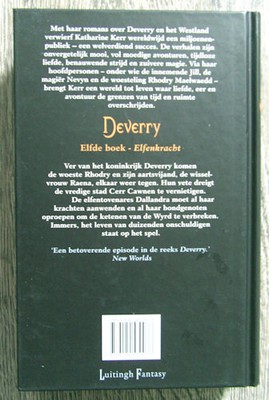 Met haar romans over Deverry en het Westland
verwierf Katharine Kerr wereldwijd een miljoenen-
publiek – een welverdiend succes. De verhalen zijn
onvergetelijk mooi, vol moedige avonturen, tijdloze
liefde, benauwde strijd en zuivere magie. Via haar
hoofdpersonen – onder wie de innemende Jill, de
magiër Nevyn en de woongesteld Rhodry Maelwaedd –
brengt Kerr een wereld tot leven waar liefde, eer en
avontuur de grenzen van tijd en ruimte
overschrijden.
Deverry
Elfde boek - Elfenkracht
Ver van het koninkrijk Deverry komen
de woeste Rhodry en zijn aartsvijand, de wissel-
vrouw Raena, elkaar weer tegen. Hun vete dreigt
de vredige stad Cerr Cawnen te vernietigen.
De elfentovenares Dallandra moet al haar
krachten aanwenden en al haar bondgenoten
oproepen om de ketenen van de Wyrd te verbreken.
Immers, het leven van duizenden onschuldigen
staat op het spel.
'Een betoverende episode in de reeks Deverry.'
New Worlds
Luitingh Fantasy